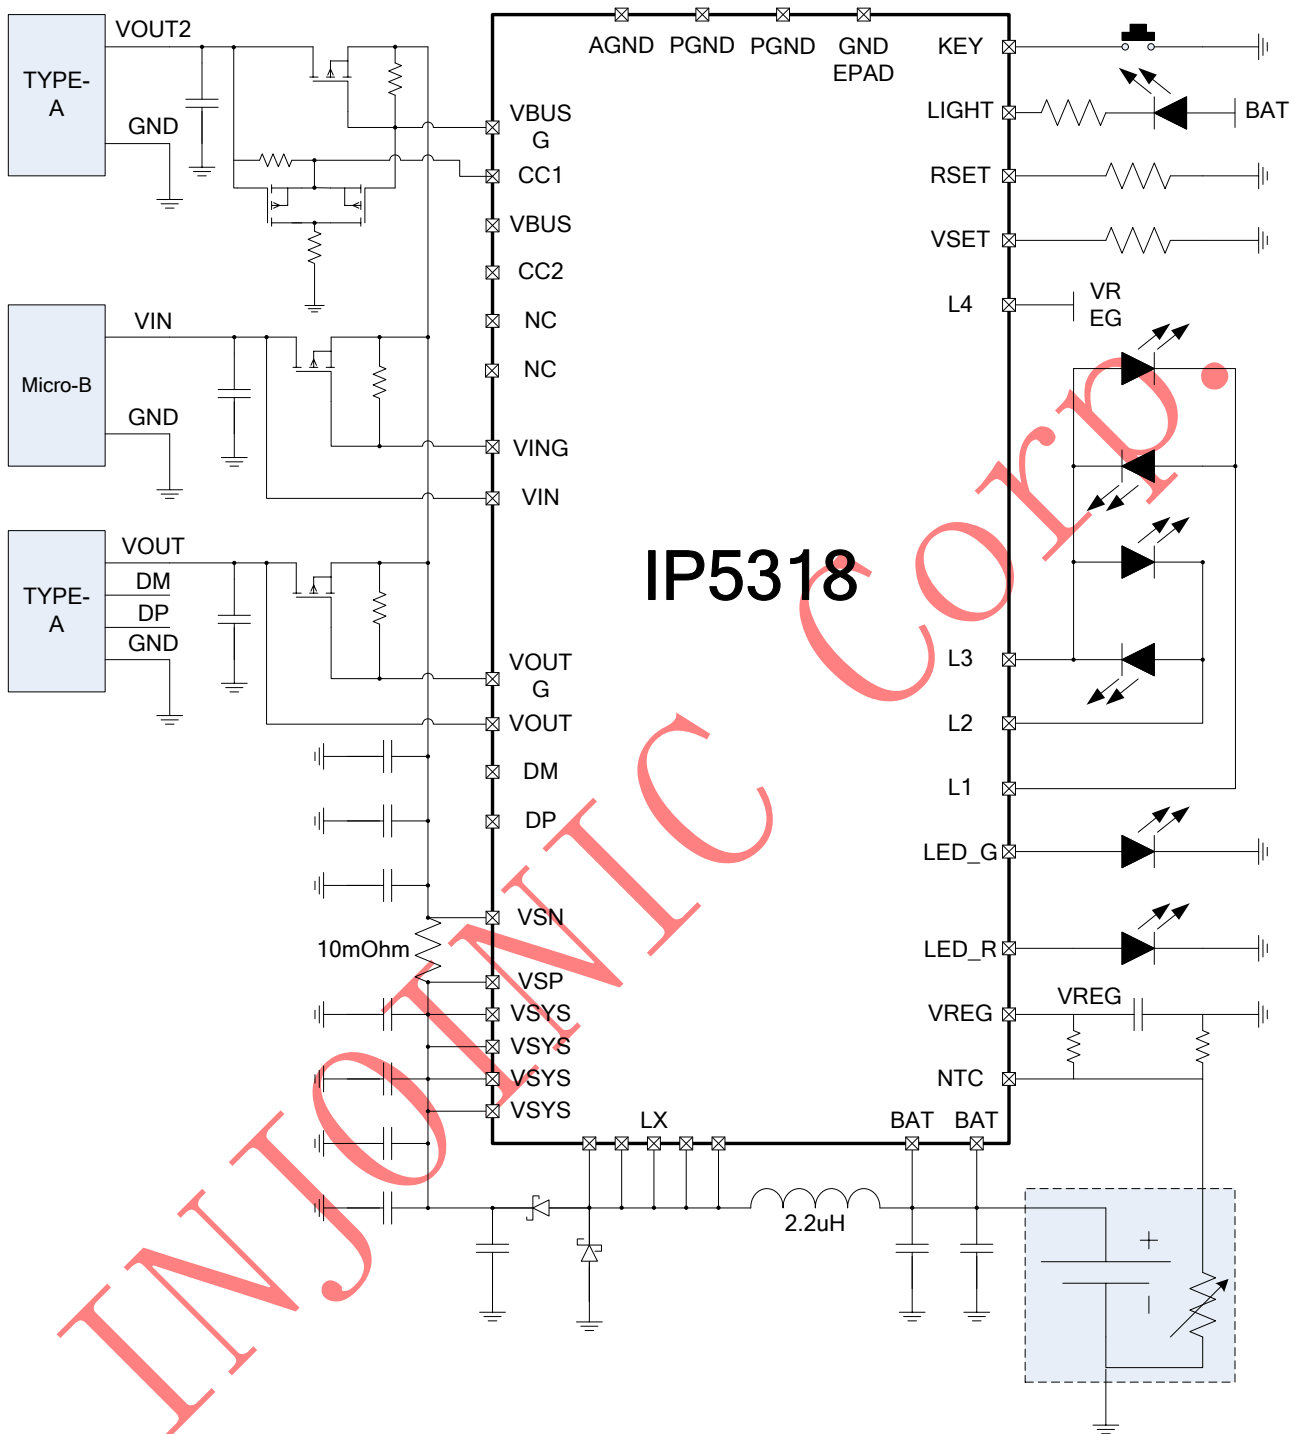 VOUT2
TYPE-
A
GND
VIN
Micro-B
GND
VOUT
DM
TYPE-
A
DP
GND
10mOhm
AGND
PGND
PGND
GND
EPAD
VBUS
G
CC1
VBUS
CC2
NC
NC
VING
VIN
VOUT
G
VOUT
DM
DP
VSN
VSP
VSYS
VSYS
VSYS
VSYS
LX
BAT
BAT
IP5318
KEY
LIGHT
RSET
VSET
L4
L3
L2
L1
LED_G
LED_R
VREG
NTC
BAT
VR
EG
VREG
2.2uH
+
−
INJOINIC Corp.